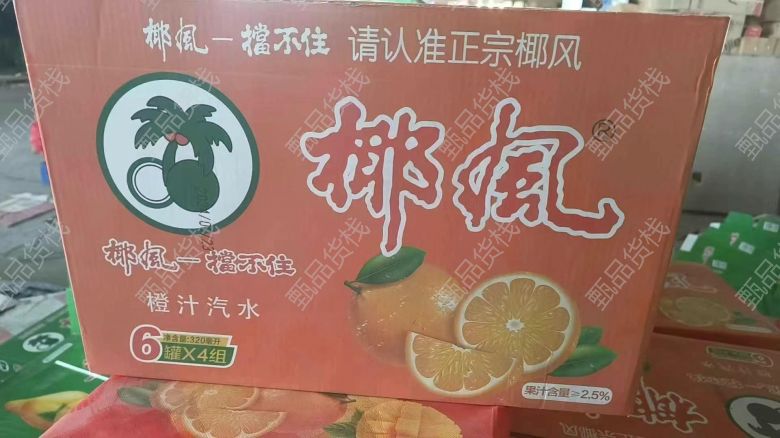 椰風一擋不住 请认准正宗椰风
椰風®
椰風一擋不住
橙汁汽水
净含量:320毫升
6罐X4组
果汁含量≥2.5%
甄品货栈